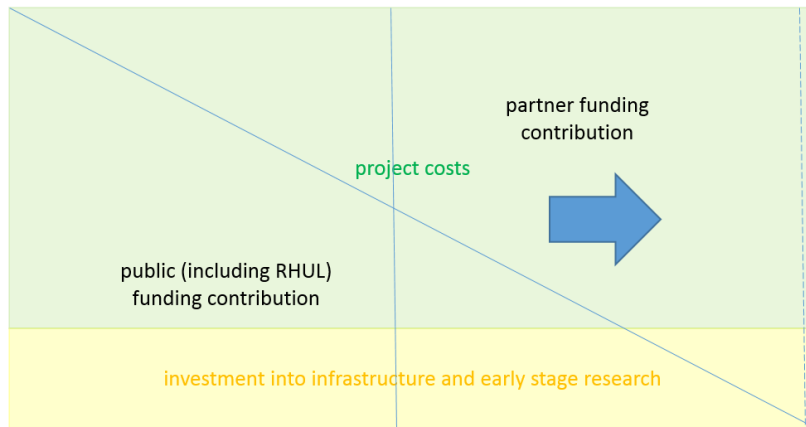 partner funding
contribution
project costs
public (including RHUL)
funding contribution
investment into infrastructure and early stage research